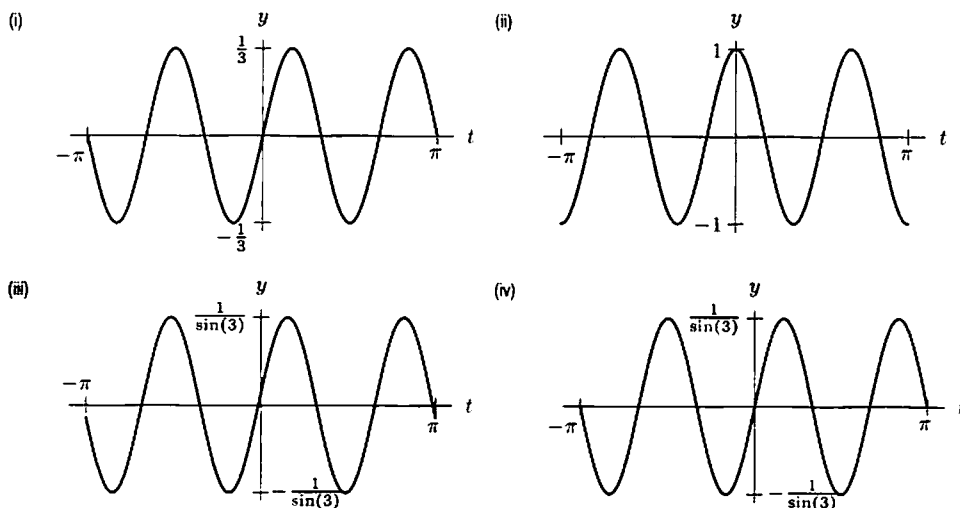 (i)
y
1/3
-π
π
t
-1/3
(ii)
y
1
-π
π
t
-1
(iii)
y
1/sin(3)
-π
π
t
-1/sin(3)
(iv)
y
1/sin(3)
-π
π
-1/sin(3)